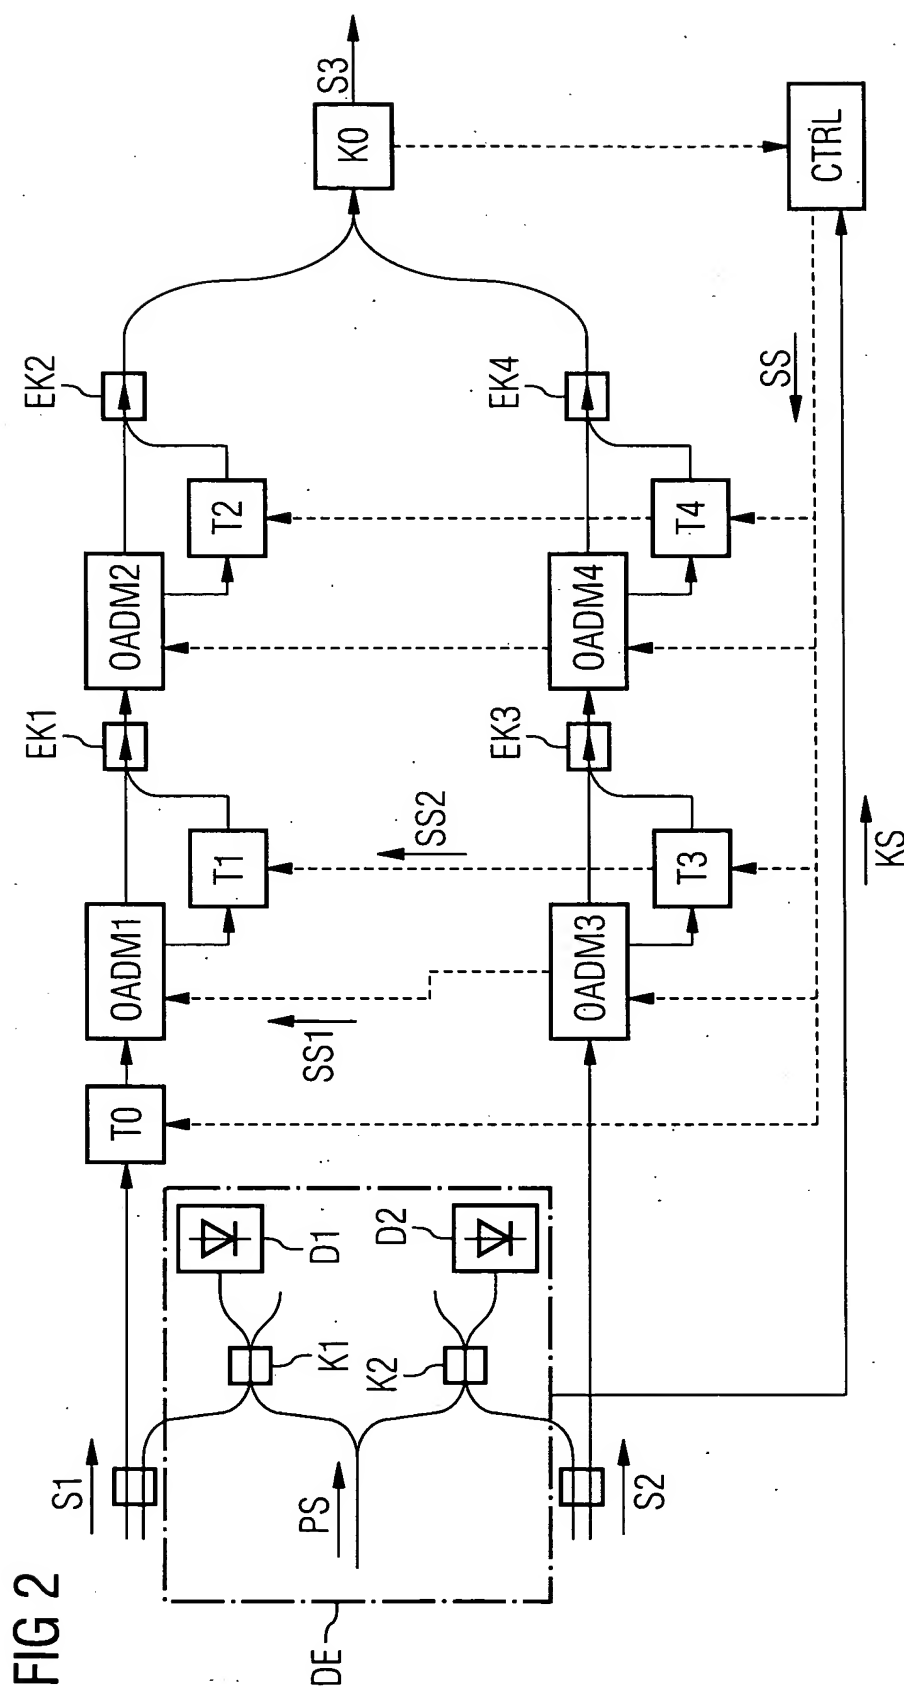 FIG 2
S1
T0
OADM1
EK1
OADM2
EK2
T1
T2
SS1
SS2
D1
K1
D2
K2
PS
DE
S2
OADM3
EK3
OADM4
EK4
T3
T4
K0
S3
SS
CTRL
KS